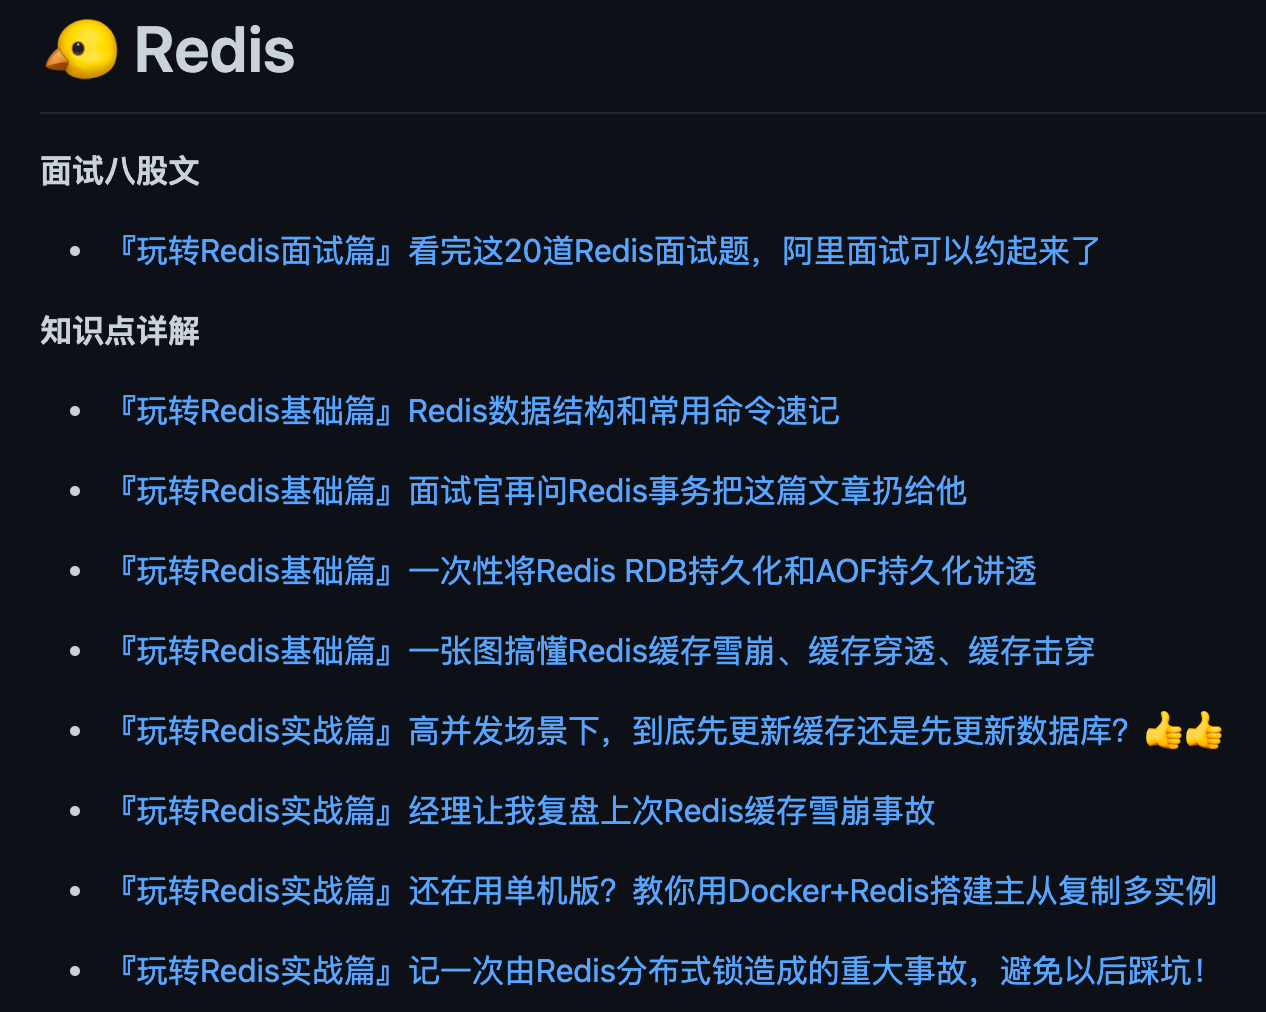 🐤 Redis
面试八股文
『玩转Redis面试篇』看完这20道Redis面试题，阿里面试可以约起来了
知识点详解
『玩转Redis基础篇』Redis数据结构和常用命令速记
『玩转Redis基础篇』面试官再问Redis事务把这篇文章扔给他
『玩转Redis基础篇』一次性将Redis RDB持久化和AOF持久化讲透
『玩转Redis基础篇』一张图搞懂Redis缓存雪崩、缓存穿透、缓存击穿
『玩转Redis实战篇』高并发场景下，到底先更新缓存还是先更新数据库？👍👍
『玩转Redis实战篇』经理让我复盘上次Redis缓存雪崩事故
『玩转Redis实战篇』还在用单机版？教你用Docker+Redis搭建主从复制多实例
『玩转Redis实战篇』记一次由Redis分布式锁造成的重大事故，避免以后踩坑！